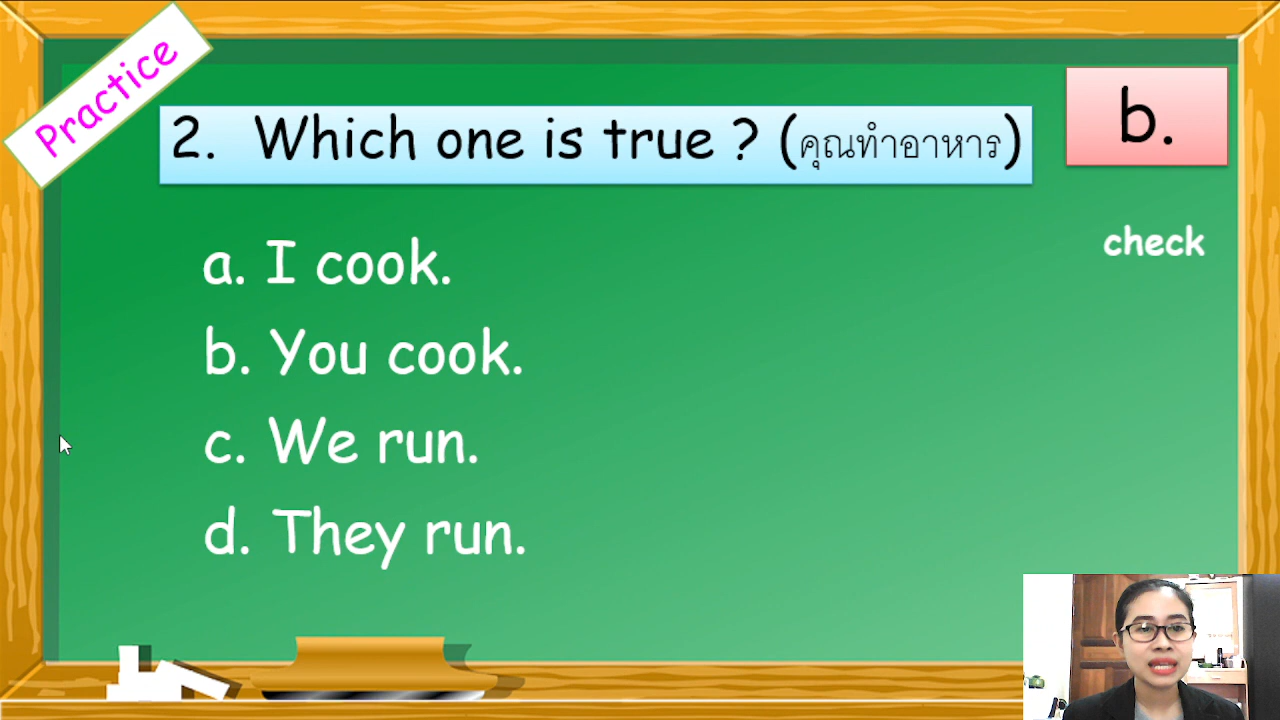 Practice
2. Which one is true ? (คุณทำอาหาร)
b.
check
a. I cook.
b. You cook.
c. We run.
d. They run.